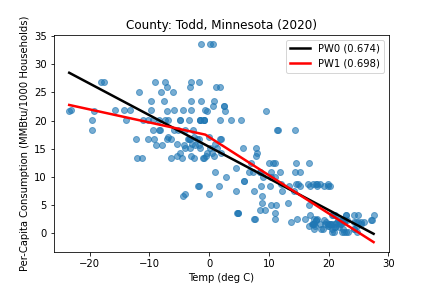 County: Todd, Minnesota (2020)
Per-Capita Consumption (MMBtu/1000 Households)
35
30
25
20
15
10
5
0
PW0 (0.674)
PW1 (0.698)
−20
−10
0
10
20
30
Temp (deg C)